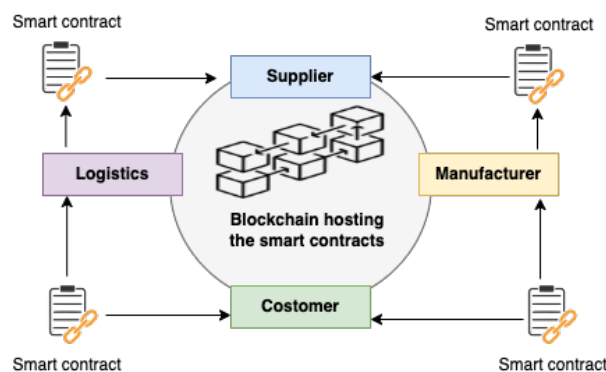 Smart contract
Smart contract
Supplier
Logistics
Manufacturer
Blockchain hosting
the smart contracts
Costomer
Smart contract
Smart contract